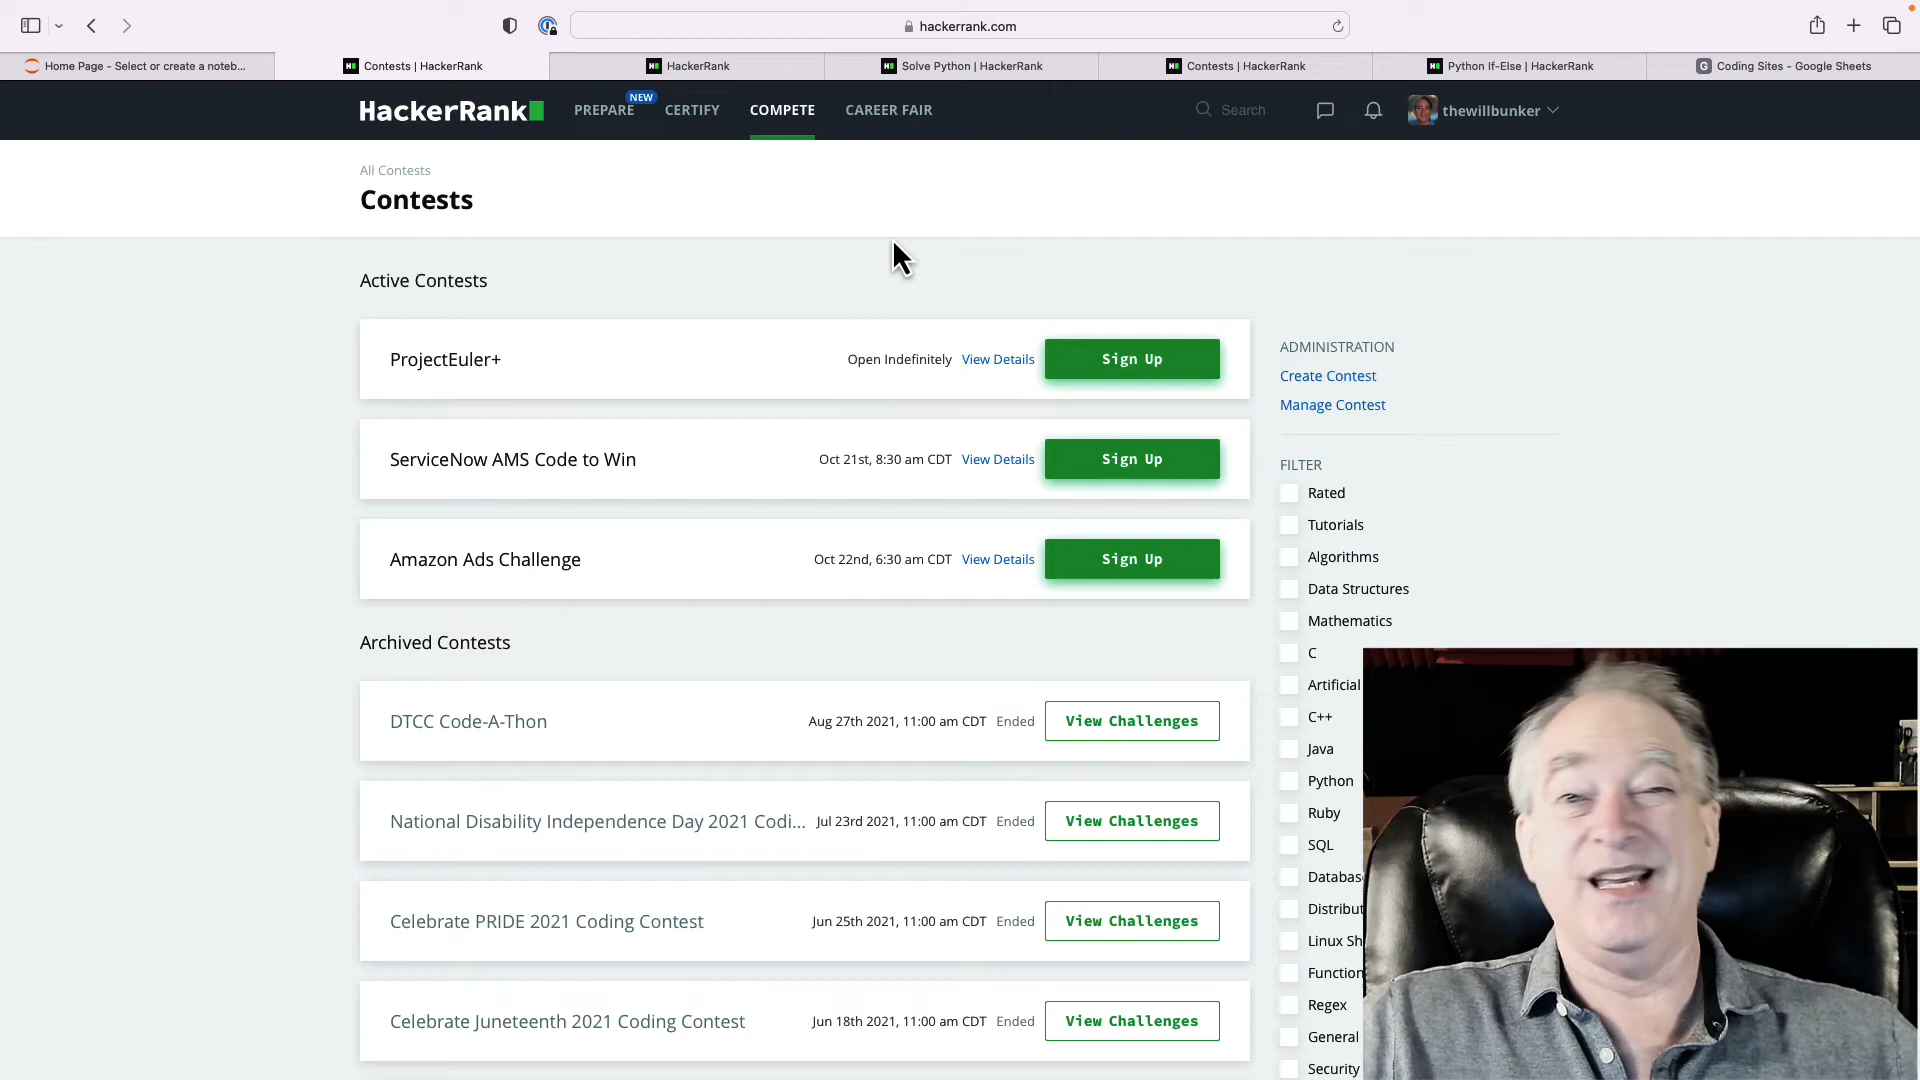 hackerrank.com
Home Page - Select or create a noteb...
Contests | HackerRank
HackerRank
Solve Python | HackerRank
Contests | HackerRank
Python If-Else | HackerRank
Coding Sites - Google Sheets
HackerRank
PREPARE
NEW
CERTIFY
COMPETE
CAREER FAIR
Search
thewillbunker
All Contests
Contests
Active Contests
ProjectEuler+ Open Indefinitely View Details Sign Up
ServiceNow AMS Code to Win Oct 21st, 8:30 am CDT View Details Sign Up
Amazon Ads Challenge Oct 22nd, 6:30 am CDT View Details Sign Up
Archived Contests
DTCC Code-A-Thon Aug 27th 2021, 11:00 am CDT Ended View Challenges
National Disability Independence Day 2021 Codi... Jul 23rd 2021, 11:00 am CDT Ended View Challenges
Celebrate PRIDE 2021 Coding Contest Jun 25th 2021, 11:00 am CDT Ended View Challenges
Celebrate Juneteenth 2021 Coding Contest Jun 18th 2021, 11:00 am CDT Ended View Challenges
ADMINISTRATION
Create Contest
Manage Contest
FILTER
Rated
Tutorials
Algorithms
Data Structures
Mathematics
C
Artificial
C++
Java
Python
Ruby
SQL
Databas
Distribut
Linux Sh
Function
Regex
General
Security